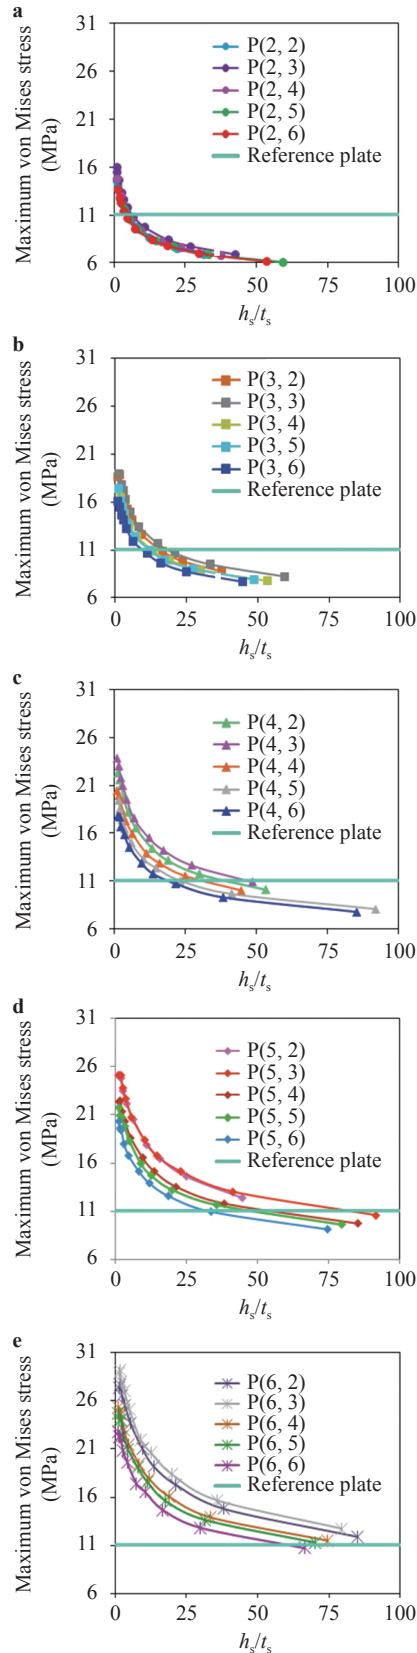 a
Maximum von Mises stress
(MPa)
31
26
21
16
11
6
P(2, 2)
P(2, 3)
P(2, 4)
P(2, 5)
P(2, 6)
Reference plate
0 25 50 75 100
hs/ts
b
Maximum von Mises stress
(MPa)
31
26
21
16
11
6
P(3, 2)
P(3, 3)
P(3, 4)
P(3, 5)
P(3, 6)
Reference plate
0 25 50 75 100
hs/ts
c
Maximum von Mises stress
(MPa)
31
26
21
16
11
6
P(4, 2)
P(4, 3)
P(4, 4)
P(4, 5)
P(4, 6)
Reference plate
0 25 50 75 100
hs/ts
d
Maximum von Mises stress
(MPa)
31
26
21
16
11
6
P(5, 2)
P(5, 3)
P(5, 4)
P(5, 5)
P(5, 6)
Reference plate
0 25 50 75 100
hs/ts
e
Maximum von Mises stress
(MPa)
31
26
21
16
11
6
P(6, 2)
P(6, 3)
P(6, 4)
P(6, 5)
P(6, 6)
Reference plate
0 25 50 75 100
hs/ts